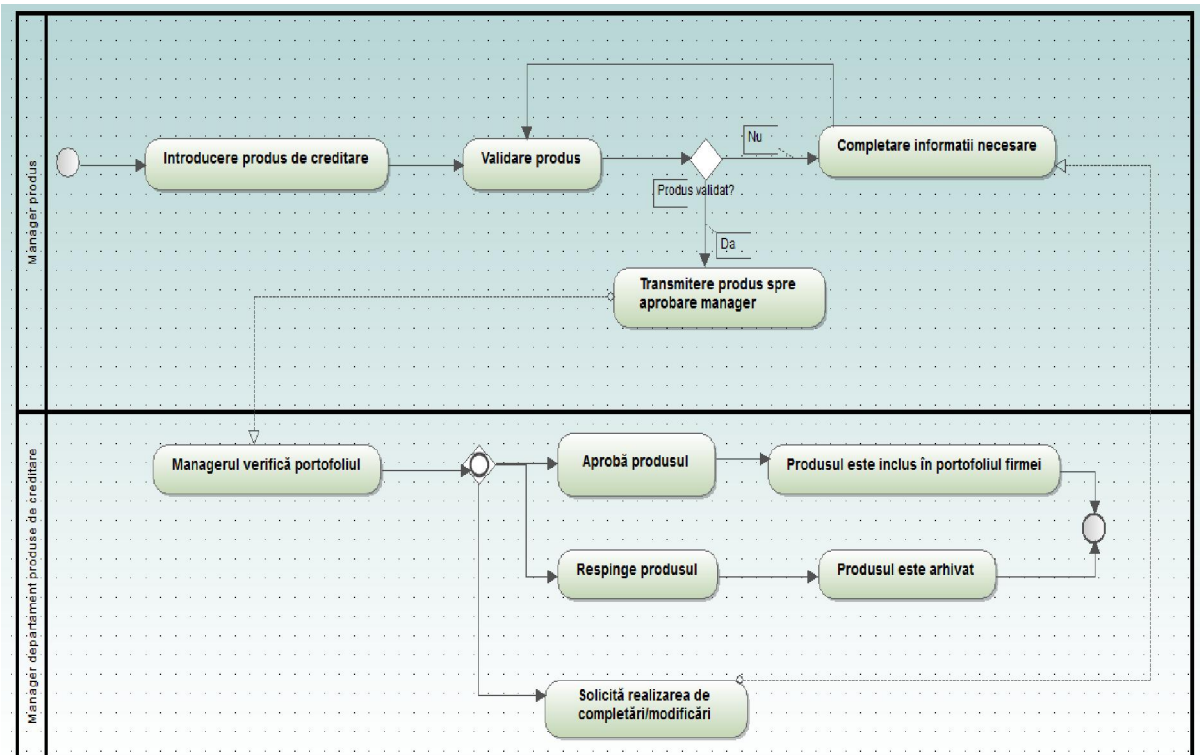 Manager produs
Introducere produs de creditare
Validare produs
Nu
Completare informatii necesare
Produs validat?
Da
Transmitere produs spre
aprobare manager
Manager departament produse de creditare
Managerul verifică portofoliul
Aprobă produsul
Produsul este inclus în portofoliul firmei
Respinge produsul
Produsul este arhivat
Solicită realizarea de
completări/modificări